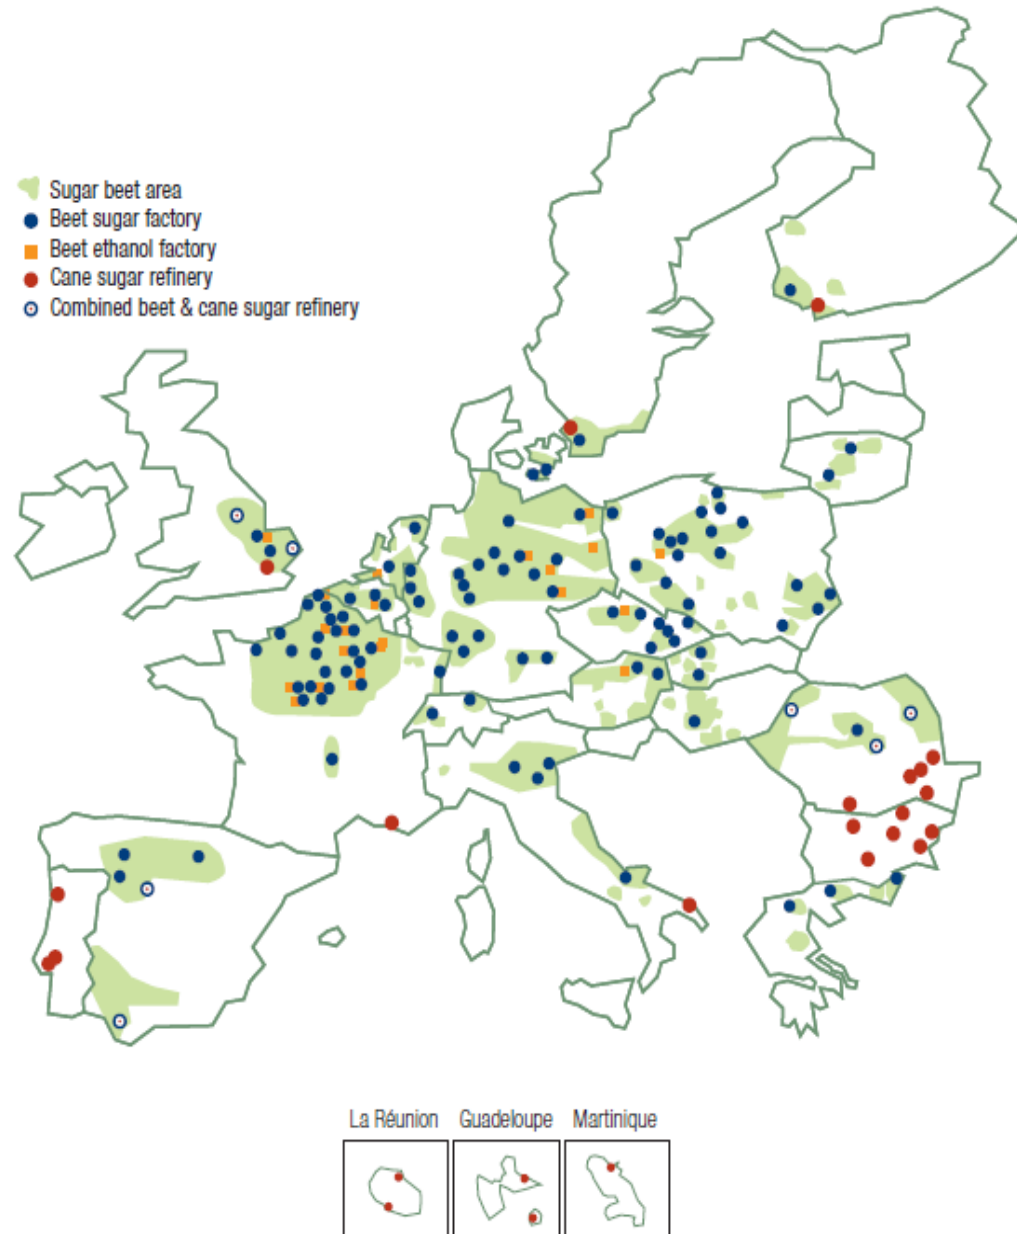 Sugar beet area
Beet sugar factory
Beet ethanol factory
Cane sugar refinery
Combined beet & cane sugar refinery
La Réunion
Guadeloupe
Martinique